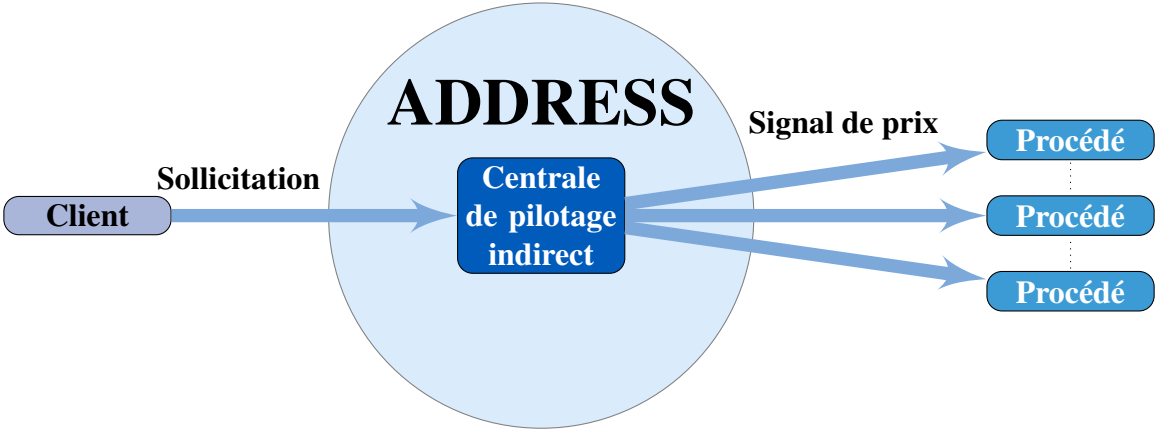 ADDRESS
Signal de prix
Sollicitation
Client
Centrale
de pilotage
indirect
Procédé
Procédé
Procédé